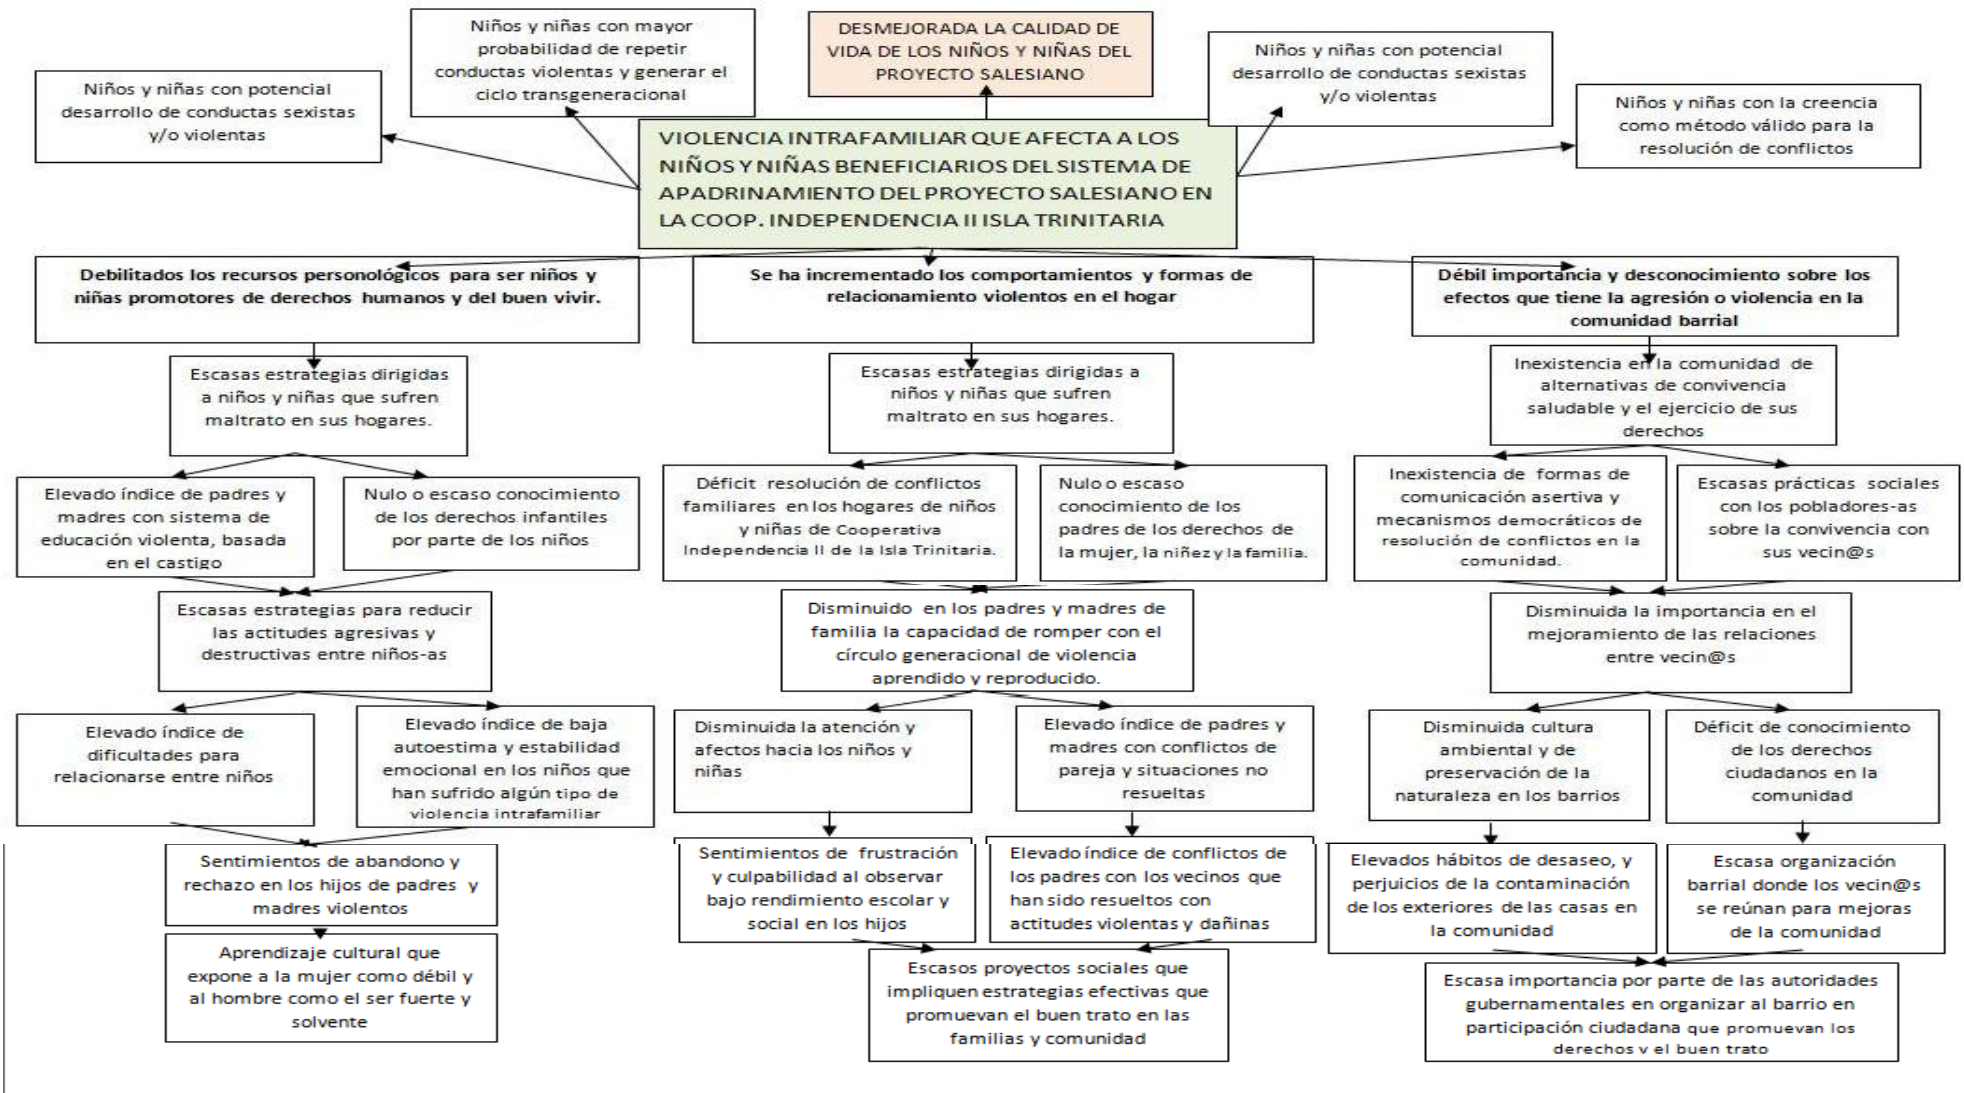 Niños y niñas con mayor
probabilidad de repetir
conductas violentas y generar el
ciclo transgeneracional
DESMEJORADA LA CALIDAD DE
VIDA DE LOS NIÑOS Y NIÑAS DEL
PROYECTO SALESIANO
Niños y niñas con potencial
desarrollo de conductas sexistas
y/o violentas
Niños y niñas con potencial
desarrollo de conductas sexistas
y/o violentas
Niños y niñas con la creencia
como método válido para la
resolución de conflictos
VIOLENCIA INTRAFAMILIAR QUE AFECTA A LOS
NIÑOS Y NIÑAS BENEFICIARIOS DEL SISTEMA DE
APADRINAMIENTO DEL PROYECTO SALESIANO EN
LA COOP. INDEPENDENCIA II ISLA TRINITARIA
Debilitados los recursos personológicos para ser niños y
niñas promotores de derechos humanos y del buen vivir.
Se ha incrementado los comportamientos y formas de
relacionamiento violentos en el hogar
Débil importancia y desconocimiento sobre los
efectos que tiene la agresión o violencia en la
comunidad barrial
Escasas estrategias dirigidas
a niños y niñas que sufren
maltrato en sus hogares.
Escasas estrategias dirigidas a
niños y niñas que sufren
maltrato en sus hogares.
Inexistencia en la comunidad de
alternativas de convivencia
saludable y el ejercicio de sus
derechos
Elevado índice de padres y
madres con sistema de
educación violenta, basada
en el castigo
Nulo o escaso conocimiento
de los derechos infantiles
por parte de los niños
Déficit resolución de conflictos
familiares en los hogares de niños
y niñas de Cooperativa
Independencia II de la Isla Trinitaria.
Nulo o escaso
conocimiento de los
padres de los derechos de
la mujer, la niñez y la familia.
Inexistencia de formas de
comunicación asertiva y
mecanismos democráticos de
resolución de conflictos en la
comunidad.
Escasas prácticas sociales
con los pobladores-as
sobre la convivencia con
sus vecin@s
Escasas estrategias para reducir
las actitudes agresivas y
destructivas entre niños-as
Disminuido en los padres y madres de
familia la capacidad de romper con el
círculo generacional de violencia
aprendido y reproducido.
Disminuida la importancia en el
mejoramiento de las relaciones
entre vecin@s
Elevado índice de
dificultades para
relacionarse entre niños
Elevado índice de baja
autoestima y estabilidad
emocional en los niños que
han sufrido algún tipo de
violencia intrafamiliar
Disminuida la atención y
afectos hacia los niños y
niñas
Elevado índice de padres y
madres con conflictos de
pareja y situaciones no
resueltas
Disminuida cultura
ambiental y de
preservación de la
naturaleza en los barrios
Déficit de conocimiento
de los derechos
ciudadanos en la
comunidad
Sentimientos de abandono y
rechazo en los hijos de padres y
madres violentos
Sentimientos de frustración
y culpabilidad al observar
bajo rendimiento escolar y
social en los hijos
Elevado índice de conflictos de
los padres con los vecinos que
han sido resueltos con
actitudes violentas y dañinas
Elevados hábitos de desaseo, y
perjuicios de la contaminación
de los exteriores de las casas en
la comunidad
Escasa organización
barrial donde los vecin@s
se reúnan para mejoras
de la comunidad
Aprendizaje cultural que
expone a la mujer como débil y
al hombre como el ser fuerte y
solvente
Escasos proyectos sociales que
impliquen estrategias efectivas que
promuevan el buen trato en las
familias y comunidad
Escasa importancia por parte de las autoridades
gubernamentales en organizar al barrio en
participación ciudadana que promuevan los
derechos y el buen trato